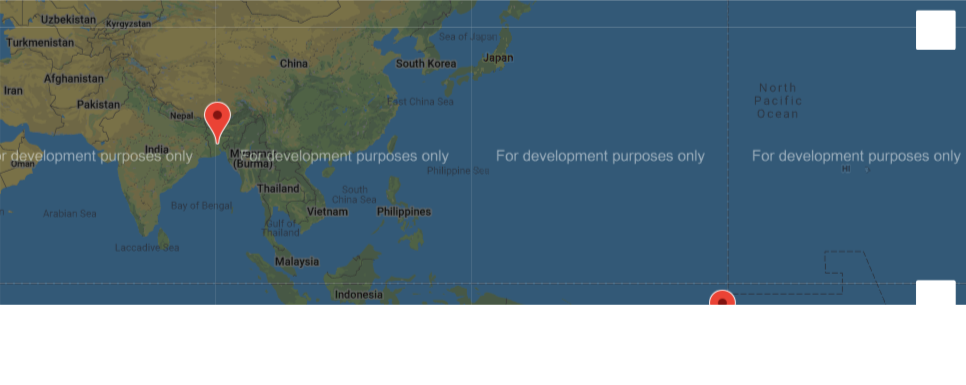 Uzbekistan
Kyrgyzstan
Turkmenistan
Sea of Japan
China
South Korea
Japan
Afghanistan
Iran
Pakistan
North
Pacific
Ocean
East China Sea
Nepal
India
Myanmar
(Burma)
Oman
or development purposes only
For development purposes only
For development purposes only
For development purposes only
HI
Philippine Sea
Thailand
South
China Sea
Bay of Bengal
Arabian Sea
Vietnam
Philippines
Gulf of
Thailand
Laccadive Sea
Malaysia
Indonesia